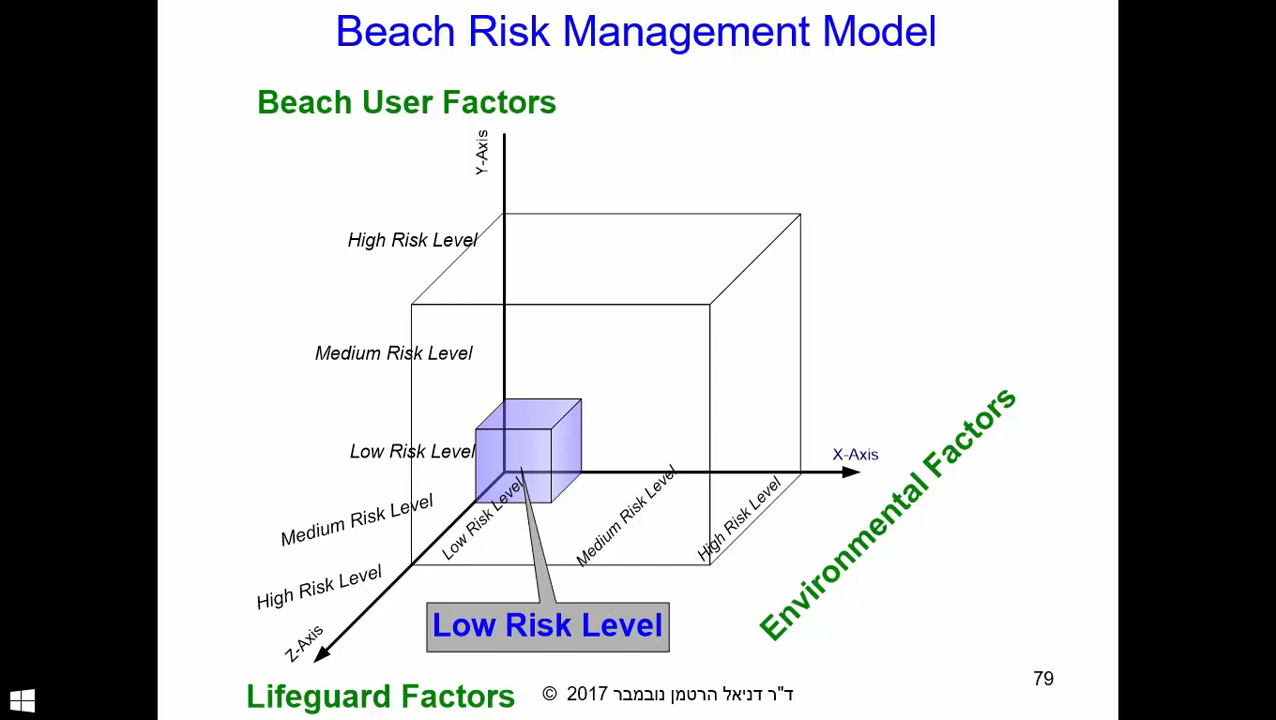 Beach Risk Management Model
Beach User Factors
Y-Axis
High Risk Level
Medium Risk Level
Low Risk Level
X-Axis
Medium Risk Level
High Risk Level
Low Risk Level
Medium Risk Level
High Risk Level
Environmental Factors
Z-Axis
Low Risk Level
Lifeguard Factors
© ד"ר דניאל הרטמן נובמבר 2017
79